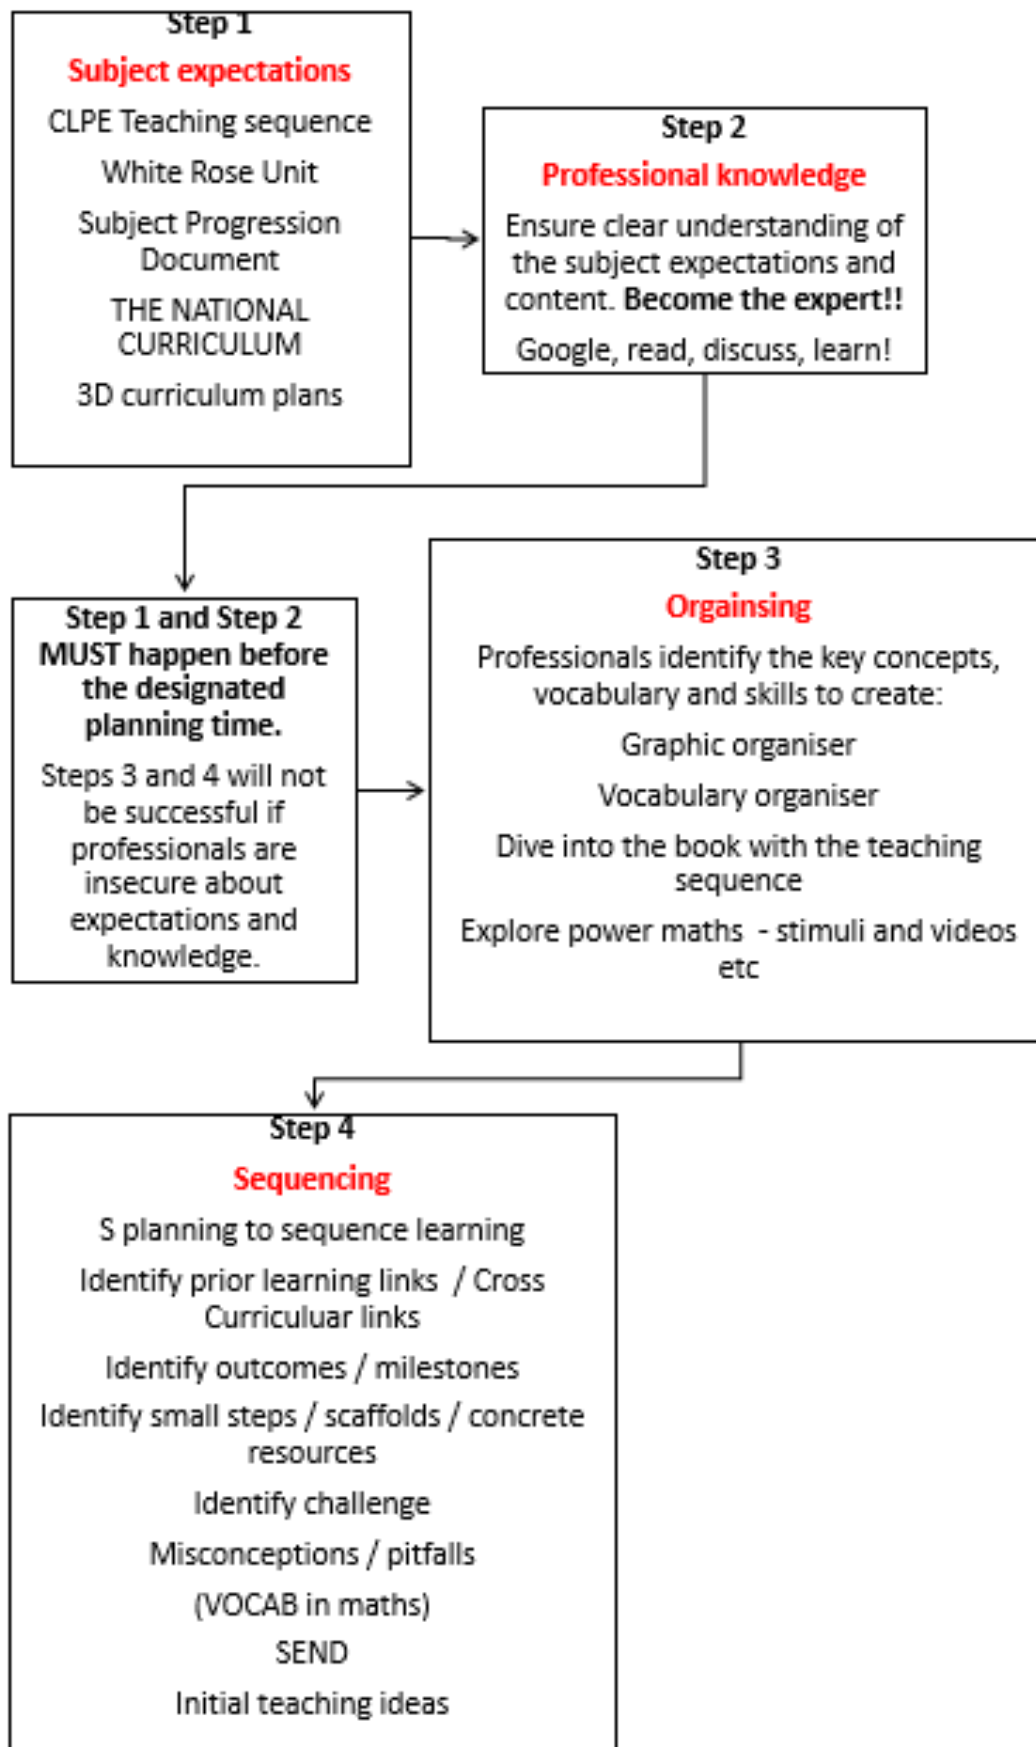 Step 1
Subject expectations
CLPE Teaching sequence
White Rose Unit
Subject Progression
Document
THE NATIONAL
CURRICULUM
3D curriculum plans
Step 2
Professional knowledge
Ensure clear understanding of
the subject expectations and
content. Become the expert!!
Google, read, discuss, learn!
Step 1 and Step 2
MUST happen before
the designated
planning time.
Steps 3 and 4 will not
be successful if
professionals are
insecure about
expectations and
knowledge.
Step 3
Orgainsing
Professionals identify the key concepts,
vocabulary and skills to create:
Graphic organiser
Vocabulary organiser
Dive into the book with the teaching
sequence
Explore power maths - stimuli and videos
etc
Step 4
Sequencing
S planning to sequence learning
Identify prior learning links / Cross
Curriculuar links
Identify outcomes / milestones
Identify small steps / scaffolds / concrete
resources
Identify challenge
Misconceptions / pitfalls
(VOCAB in maths)
SEND
Initial teaching ideas